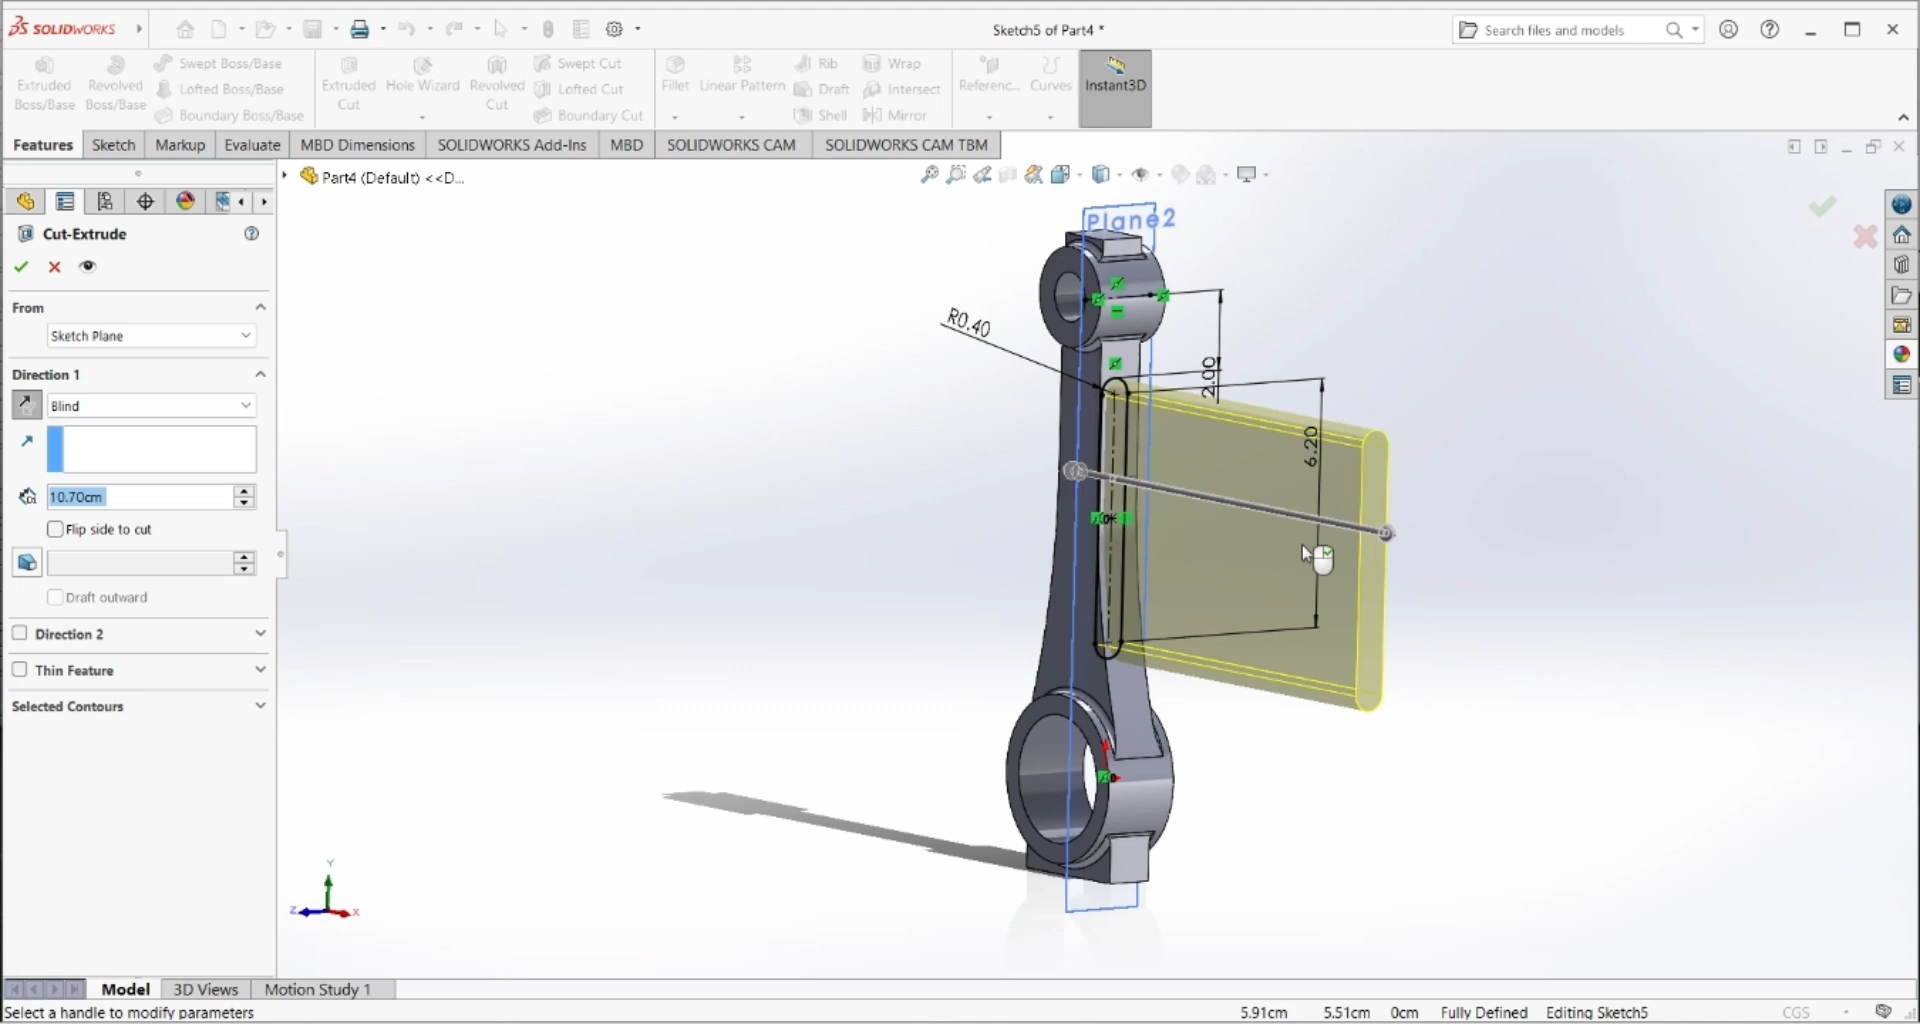 SOLIDWORKS
Sketch5 of Part4 *
Search files and models
Extruded Boss/Base
Revolved Boss/Base
Swept Boss/Base
Lofted Boss/Base
Boundary Boss/Base
Extruded Cut
Hole Wizard
Revolved Cut
Swept Cut
Lofted Cut
Boundary Cut
Fillet
Linear Pattern
Rib
Draft
Shell
Wrap
Intersect
Mirror
Referenc...
Curves
Instant3D
Features
Sketch
Markup
Evaluate
MBD Dimensions
SOLIDWORKS Add-Ins
MBD
SOLIDWORKS CAM
SOLIDWORKS CAM TBM
Part4 (Default) <<D...
Cut-Extrude
From
Sketch Plane
Direction 1
Blind
10.70cm
Flip side to cut
Draft outward
Direction 2
Thin Feature
Selected Contours
Plane2
R0.40
2.00
6.20
Y
Z
X
Model
3D Views
Motion Study 1
Select a handle to modify parameters
5.91cm
5.51cm
0cm
Fully Defined
Editing Sketch5
CGS